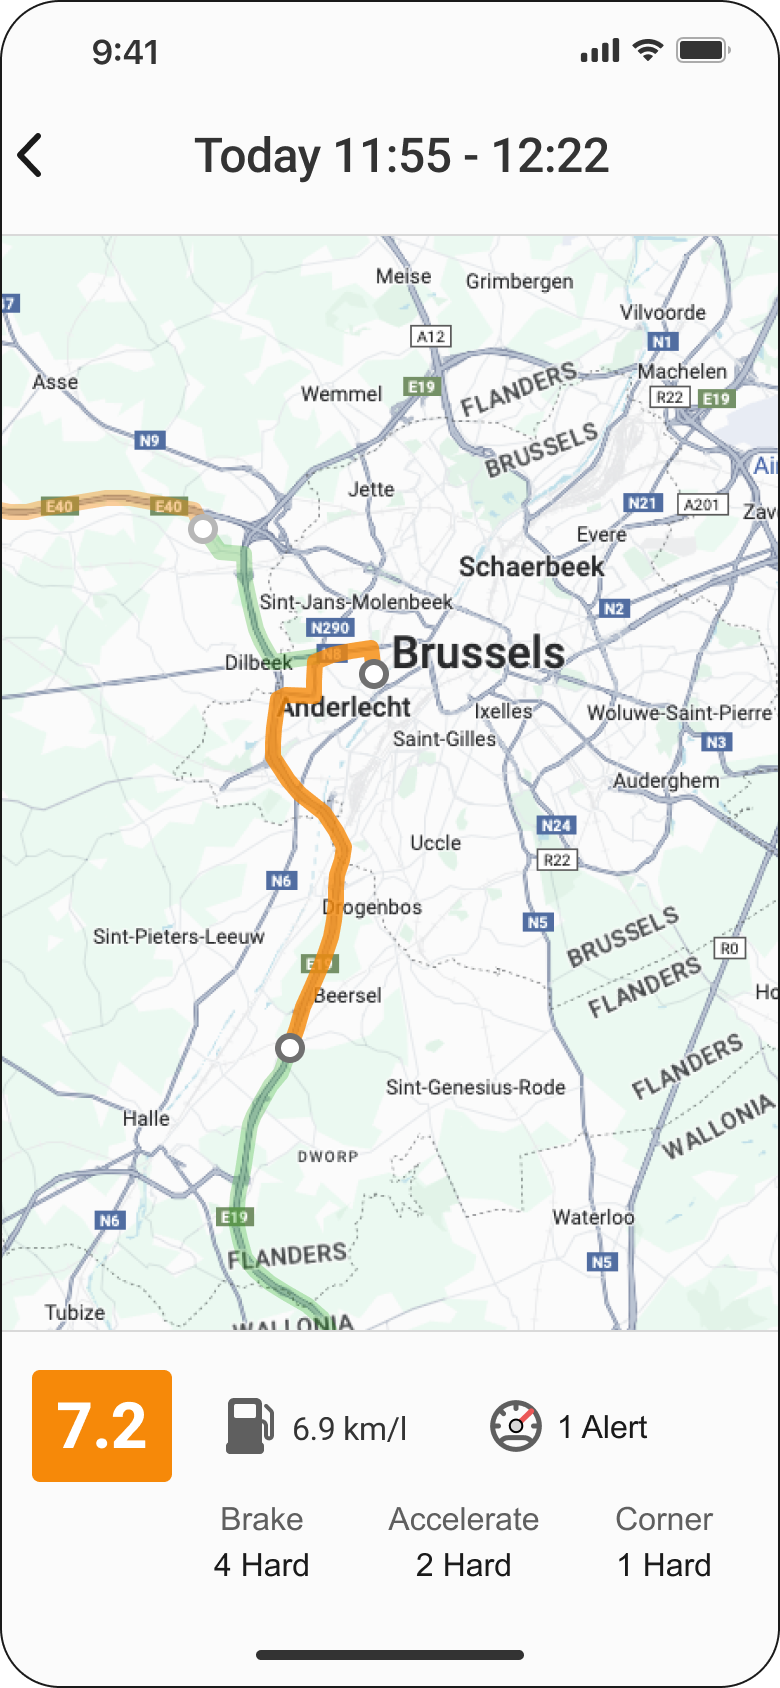 9:41
Today 11:55 - 12:22
Meise
Grimbergen
Vilvoorde
A12
N1
Machelen
Asse
Wemmel
E19
FLANDERS
R22
E19
BRUSSELS
N9
Jette
E40
E40
N21
A201
Evere
Schaerbeek
Sint-Jans-Molenbeek
N2
N290
N8
Brussels
Dilbeek
Anderlecht
Ixelles
Woluwe-Saint-Pierre
Saint-Gilles
N3
Auderghem
N24
Uccle
R22
N6
Drogenbos
N5
BRUSSELS
Sint-Pieters-Leeuw
R0
E19
FLANDERS
Beersel
FLANDERS
Sint-Genesius-Rode
WALLONIA
Halle
DWORP
N6
E19
Waterloo
FLANDERS
N5
Tubize
WALLONIA
7.2
6.9 km/l
1 Alert
Brake
Accelerate
Corner
4 Hard
2 Hard
1 Hard